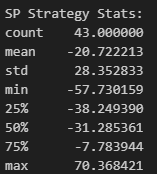 SP Strategy Stats:
count 43.000000
mean -20.722213
std 28.352833
min -57.730159
25% -38.249390
50% -31.285361
75% -7.783944
max 70.368421